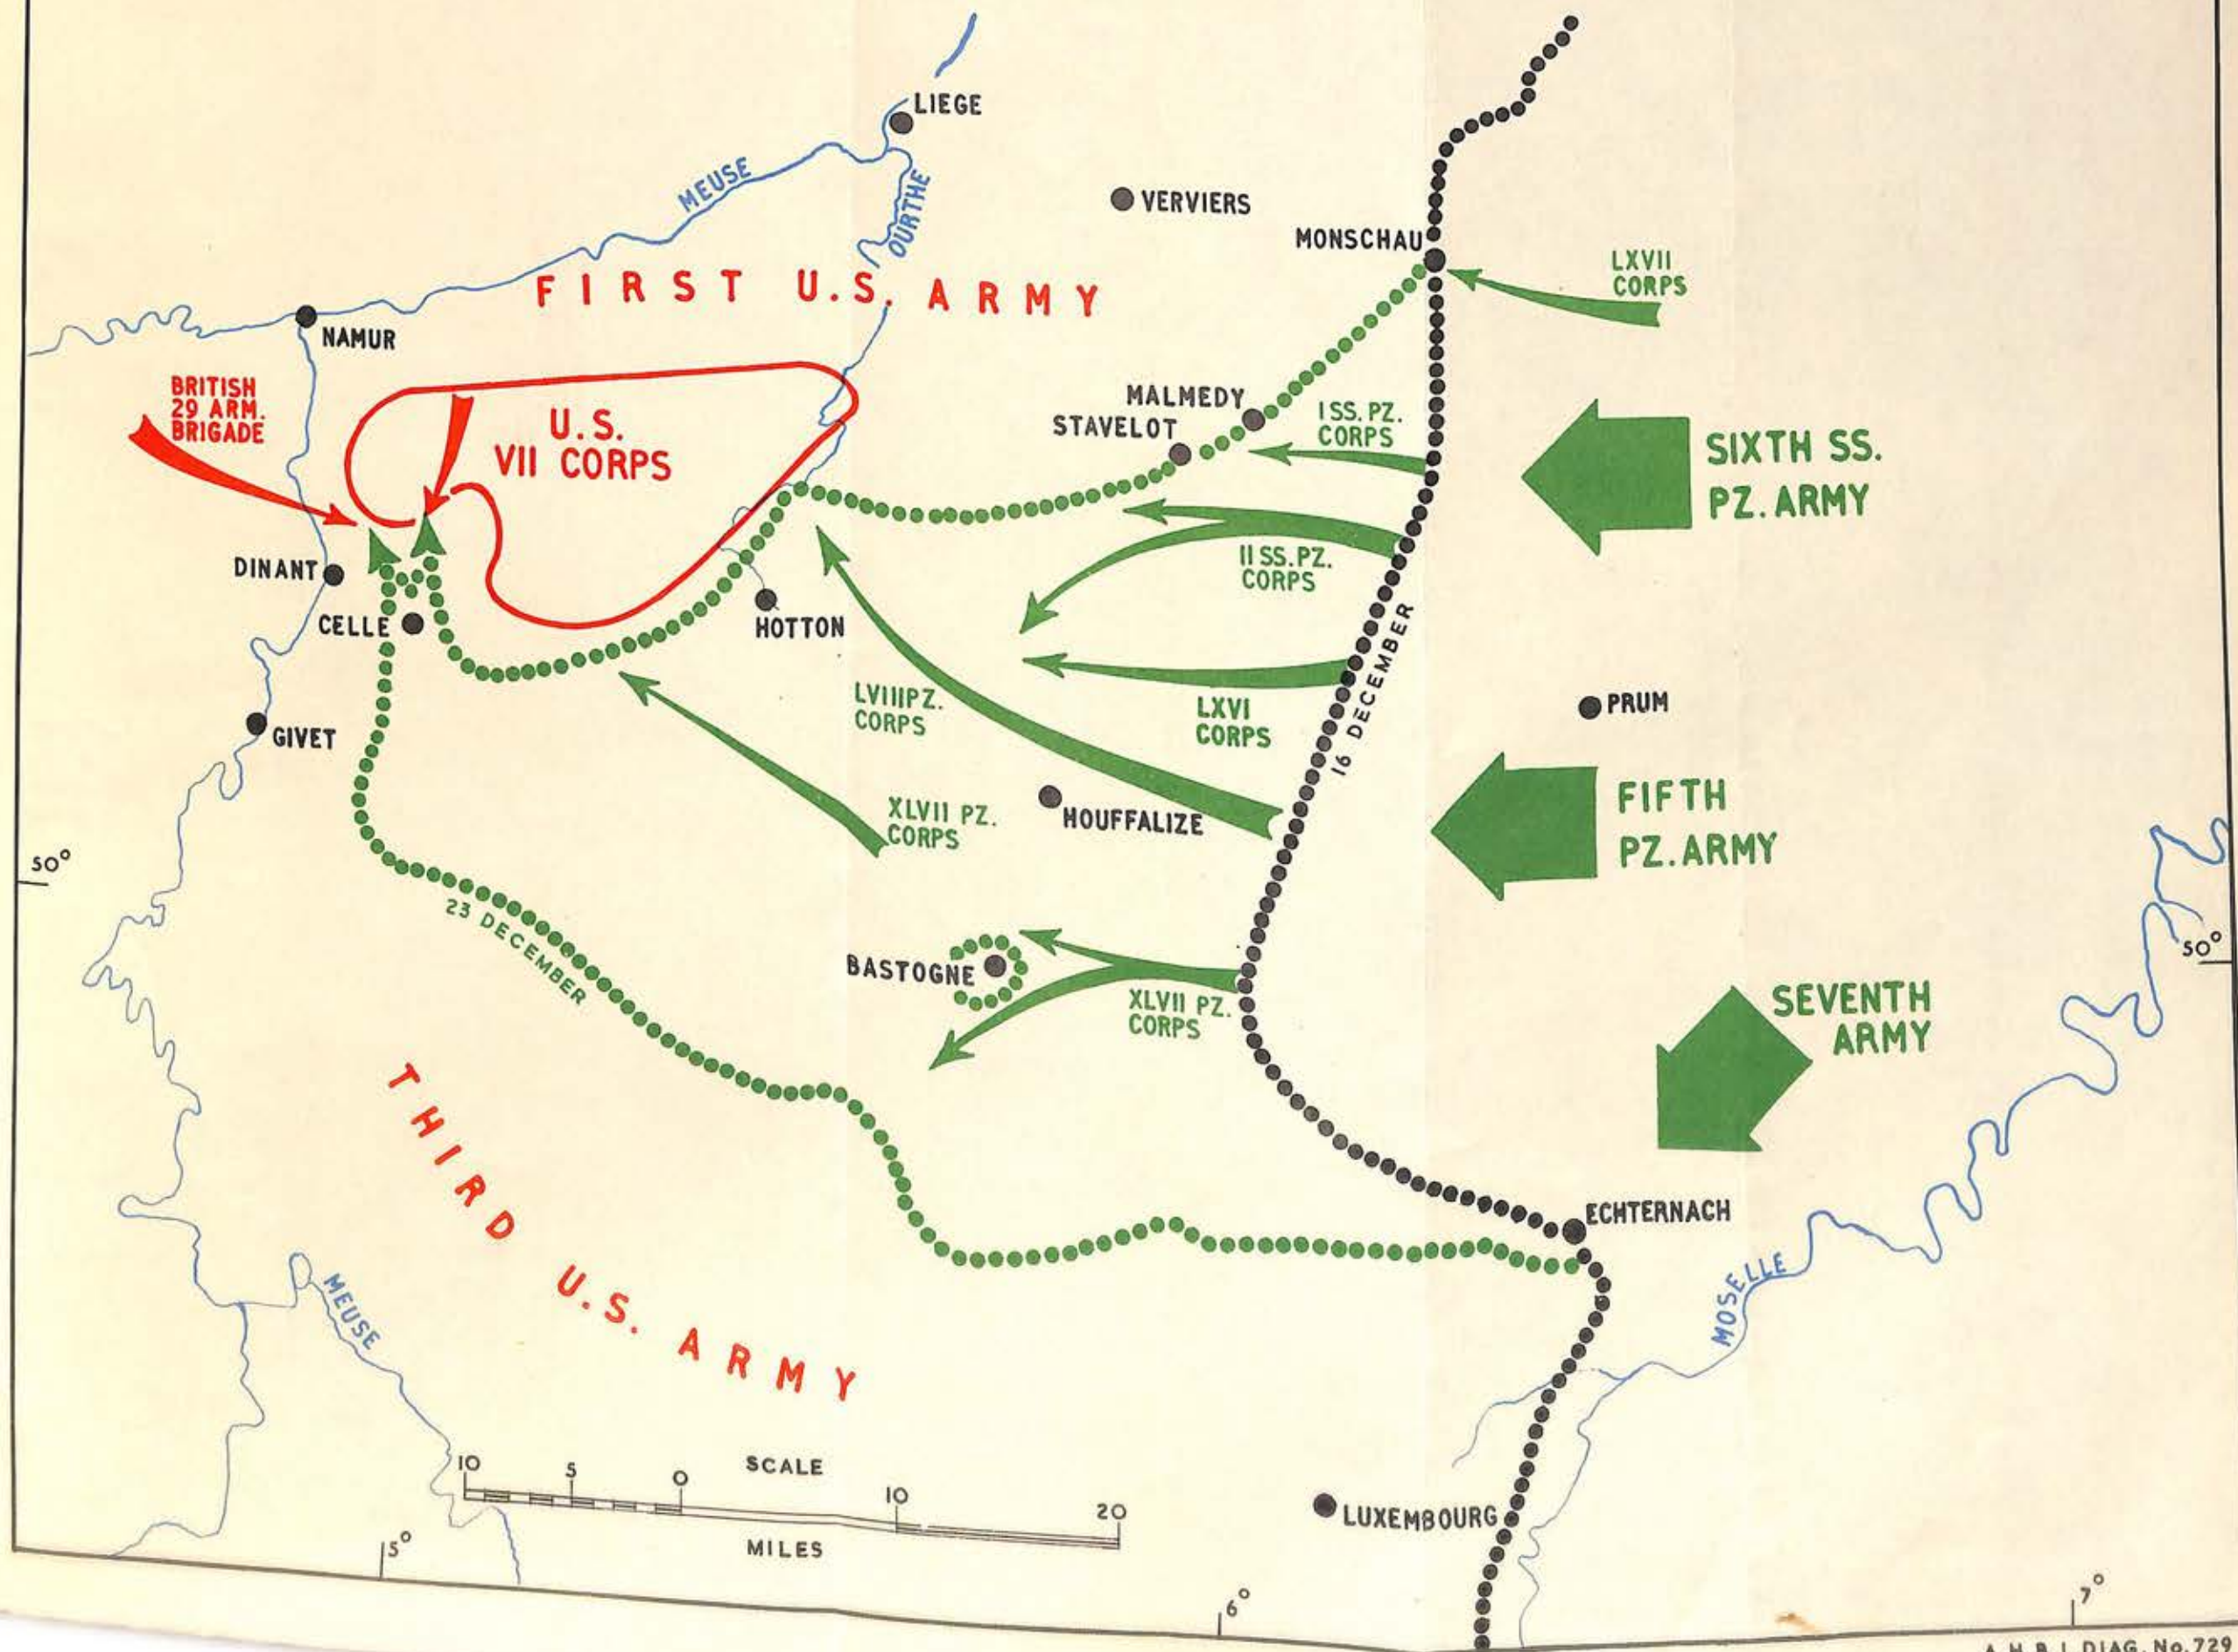 LIEGE
MEUSE
OURTHE
VERVIERS
MONSCHAU
LXVII
CORPS
FIRST U.S. ARMY
NAMUR
BRITISH
29 ARM.
BRIGADE
U.S.
VII CORPS
MALMEDY
STAVELOT
I SS. PZ.
CORPS
SIXTH SS.
PZ. ARMY
II SS. PZ.
CORPS
DINANT
CELLE
HOTTON
16 DECEMBER
LVIII PZ.
CORPS
LXVI
CORPS
PRUM
GIVET
XLVII PZ.
CORPS
HOUFFALIZE
FIFTH
PZ. ARMY
50°
23 DECEMBER
BASTOGNE
XLVII PZ.
CORPS
50°
SEVENTH
ARMY
THIRD U.S. ARMY
ECHTERNACH
MEUSE
MOSELLE
SCALE
10 5 0 10 20
MILES
LUXEMBOURG
5°
6°
7°
A.H.B.I. DIAG. No. 729